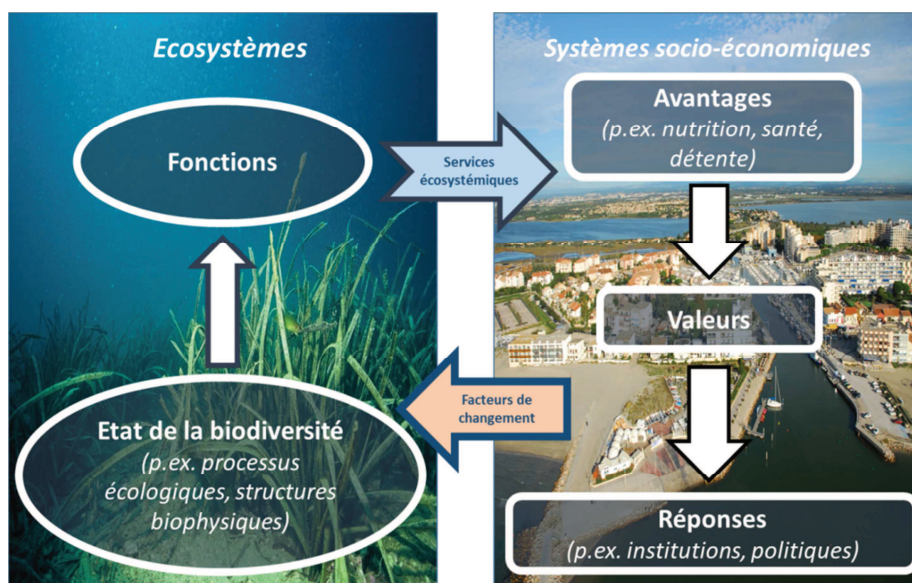 Ecosystèmes
Fonctions
Etat de la biodiversité
(p.ex. processus
écologiques, structures
biophysiques)
Services
écosystémiques
Facteurs de
changement
Systèmes socio-économiques
Avantages
(p.ex. nutrition, santé,
détente)
Valeurs
Réponses
(p.ex. institutions, politiques)